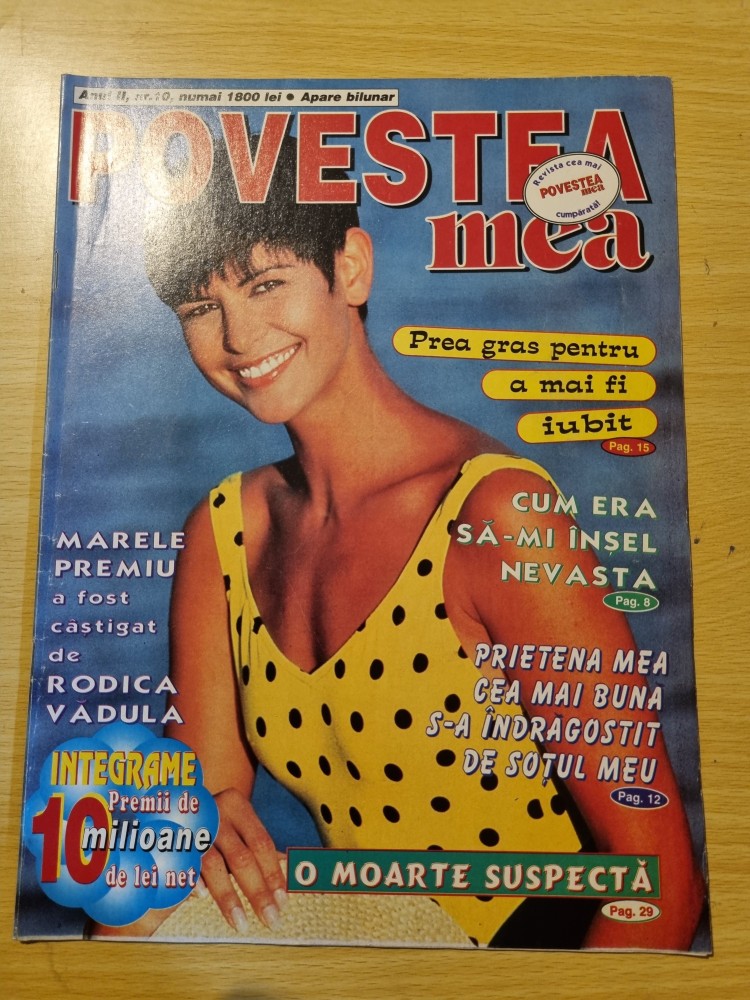 Anul II, nr.10, numai 1800 lei • Apare bilunar
POVESTEA
mea
Revista cea mai
POVESTEA
mea
cumpărată!
Prea gras pentru
a mai fi
iubit
Pag. 15
CUM ERA
SĂ-MI ÎNȘEL
NEVASTA
Pag. 8
MARELE
PREMIU
a fost
câștigat
de
RODICA
VĂDULA
PRIETENA MEA
CEA MAI BUNA
S-A ÎNDRĂGOSTIT
DE SOȚUL MEU
Pag. 12
INTEGRAME
Premii de
10 milioane
de lei net
O MOARTE SUSPECTĂ
Pag. 29